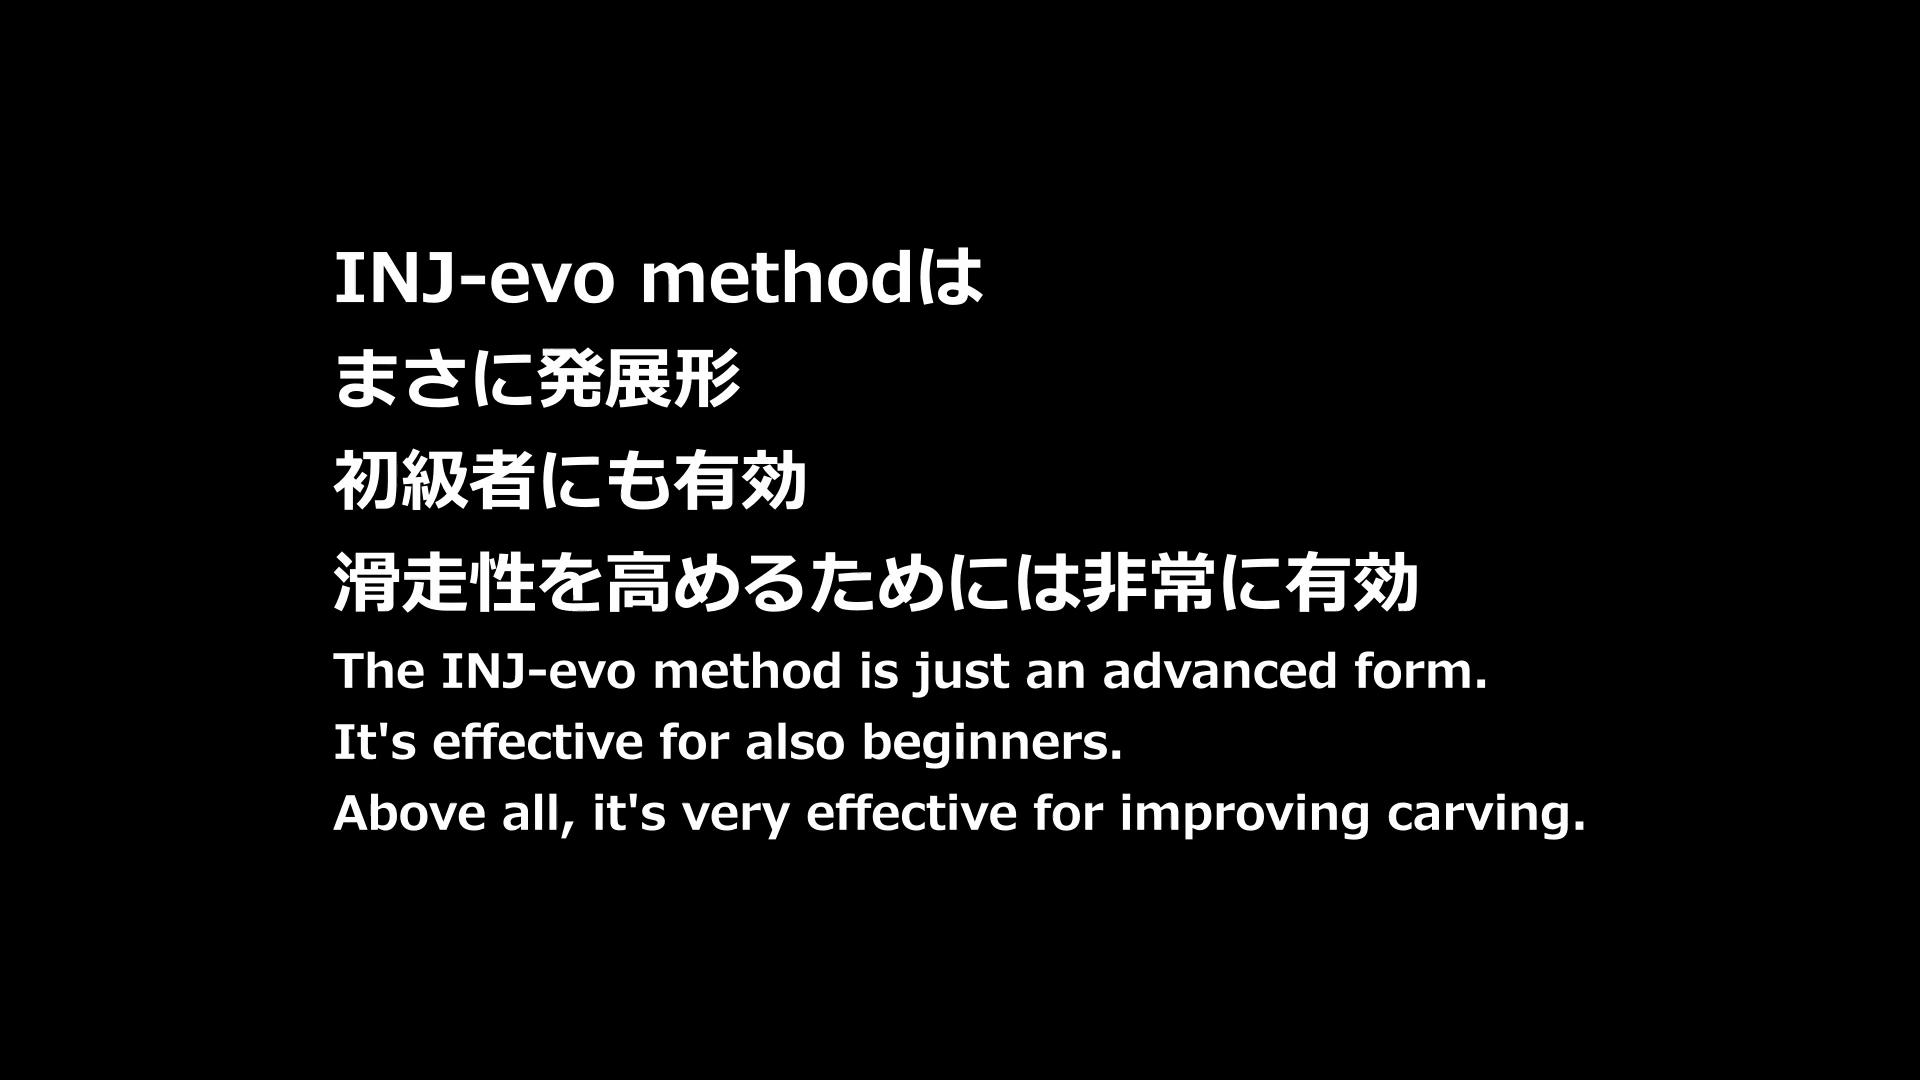 INJ-evo methodは
まさに発展形
初級者にも有効
滑走性を高めるためには非常に有効
The INJ-evo method is just an advanced form.
It's effective for also beginners.
Above all, it's very effective for improving carving.